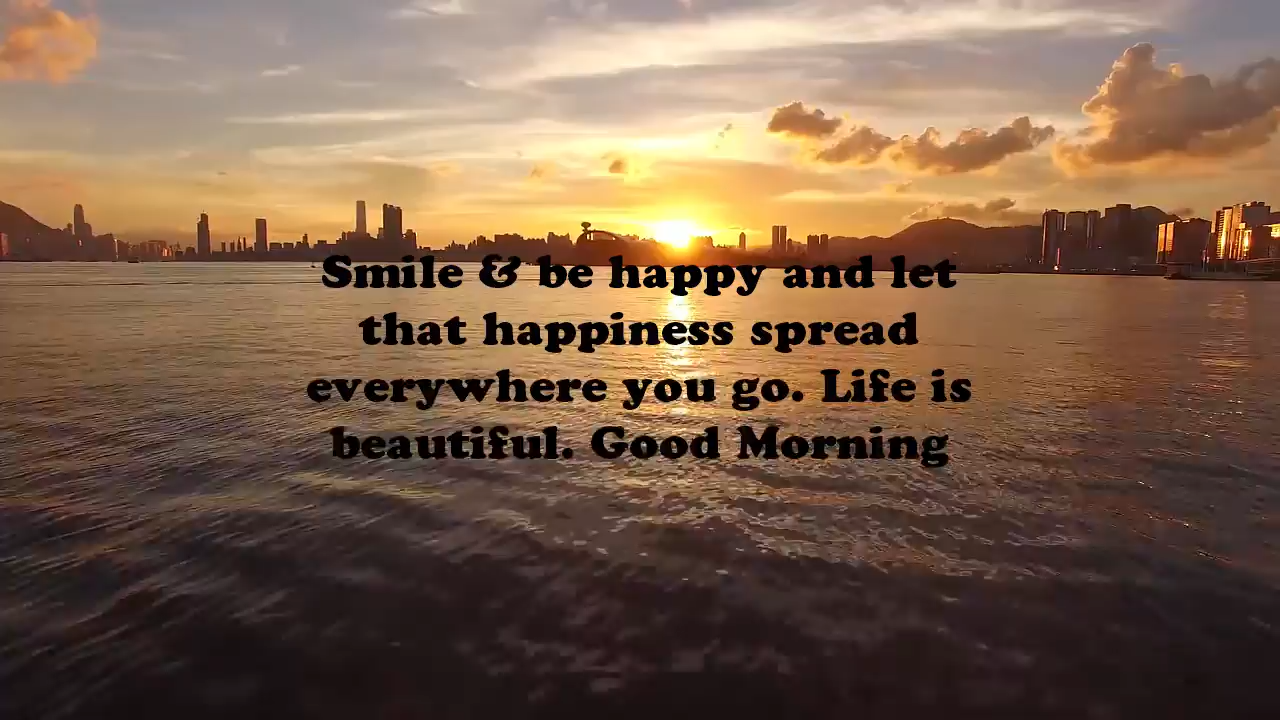 Smile & be happy and let
that happiness spread
everywhere you go. Life is
beautiful. Good Morning